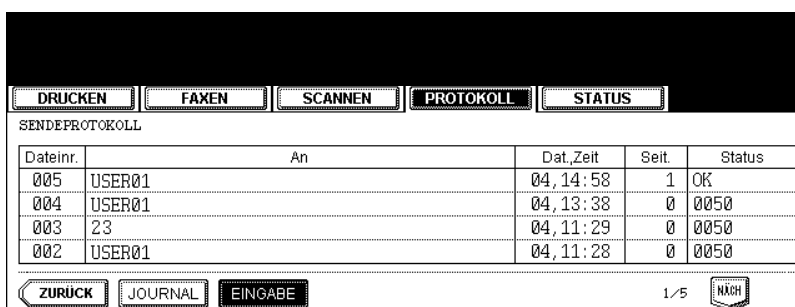 DRUCKEN FAXEN SCANNEN PROTOKOLL STATUS
SENDEPROTOKOLL
Dateinr. An Dat.,Zeit Seit. Status
005 USER01 04,14:58 1 OK
004 USER01 04,13:38 0 0050
003 23 04,11:29 0 0050
002 USER01 04,11:28 0 0050
ZURÜCK JOURNAL EINGABE 1/5 NÄCH